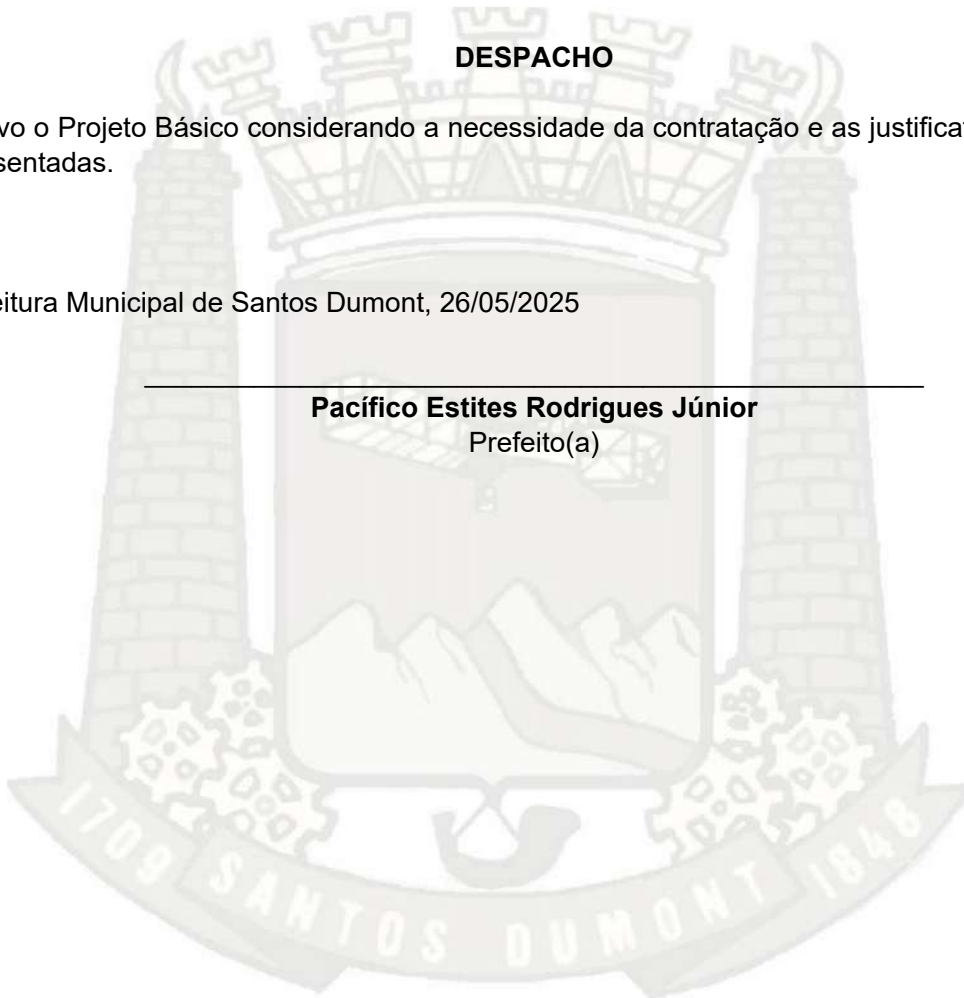 DESPACHO
vo o Projeto Básico considerando a necessidade da contratação e as justificat
sentadas.
eitura Municipal de Santos Dumont, 26/05/2025
Pacífico Estites Rodrigues Júnior
Prefeito(a)
1709 SANTOS DUMONT 1848